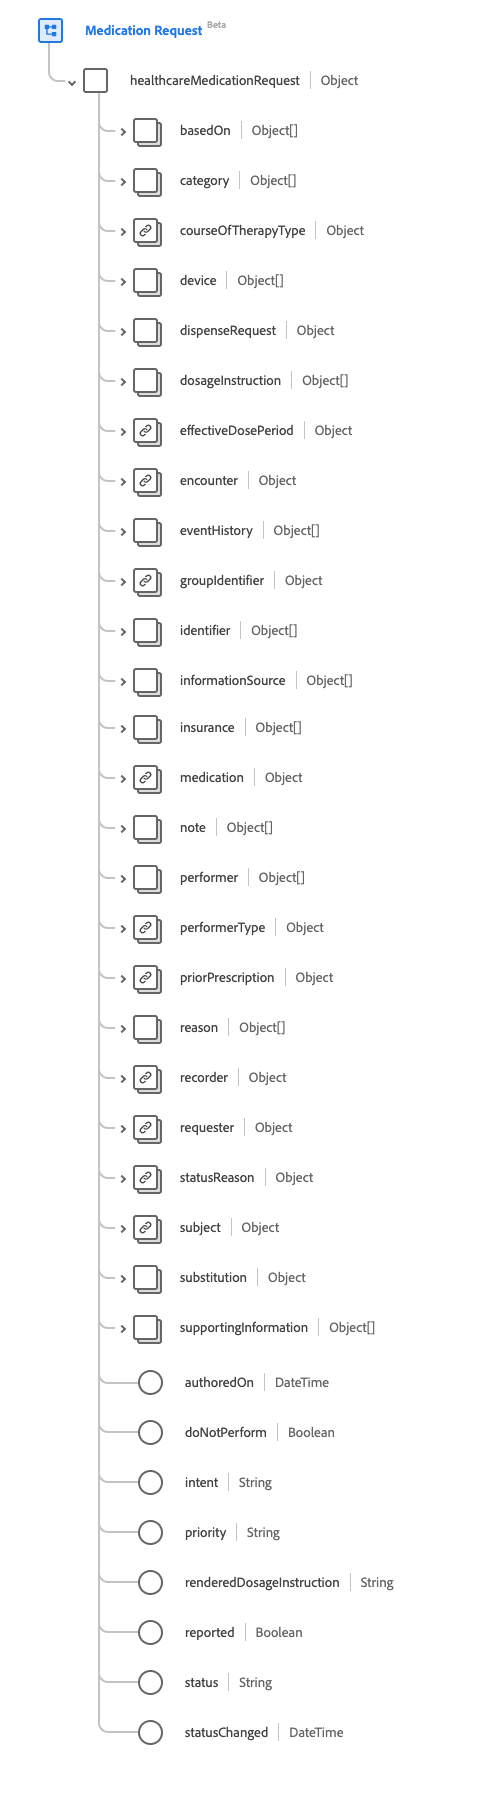 Medication Request Beta
healthcareMedicationRequest | Object
basedOn | Object[]
category | Object[]
courseOfTherapyType | Object
device | Object[]
dispenseRequest | Object
dosageInstruction | Object[]
effectiveDosePeriod | Object
encounter | Object
eventHistory | Object[]
groupIdentifier | Object
identifier | Object[]
informationSource | Object[]
insurance | Object[]
medication | Object
note | Object[]
performer | Object[]
performerType | Object
priorPrescription | Object
reason | Object[]
recorder | Object
requester | Object
statusReason | Object
subject | Object
substitution | Object
supportingInformation | Object[]
authoredOn | DateTime
doNotPerform | Boolean
intent | String
priority | String
renderedDosageInstruction | String
reported | Boolean
status | String
statusChanged | DateTime